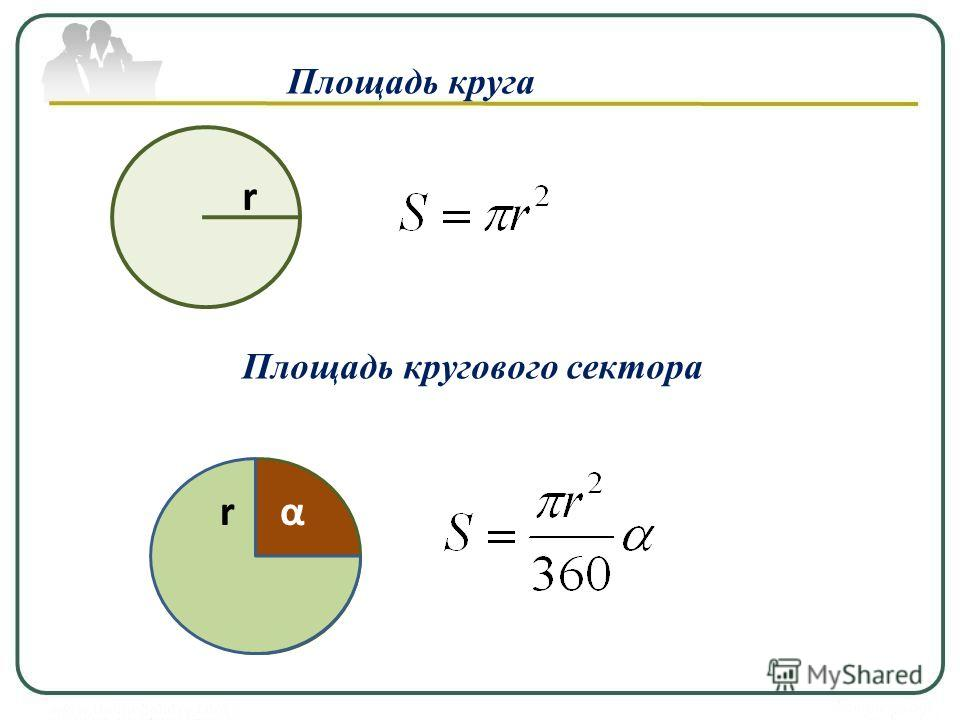 Площадь круга
r
S = πr²
Площадь кругового сектора
r α
S = πr²/360 α
MyShared